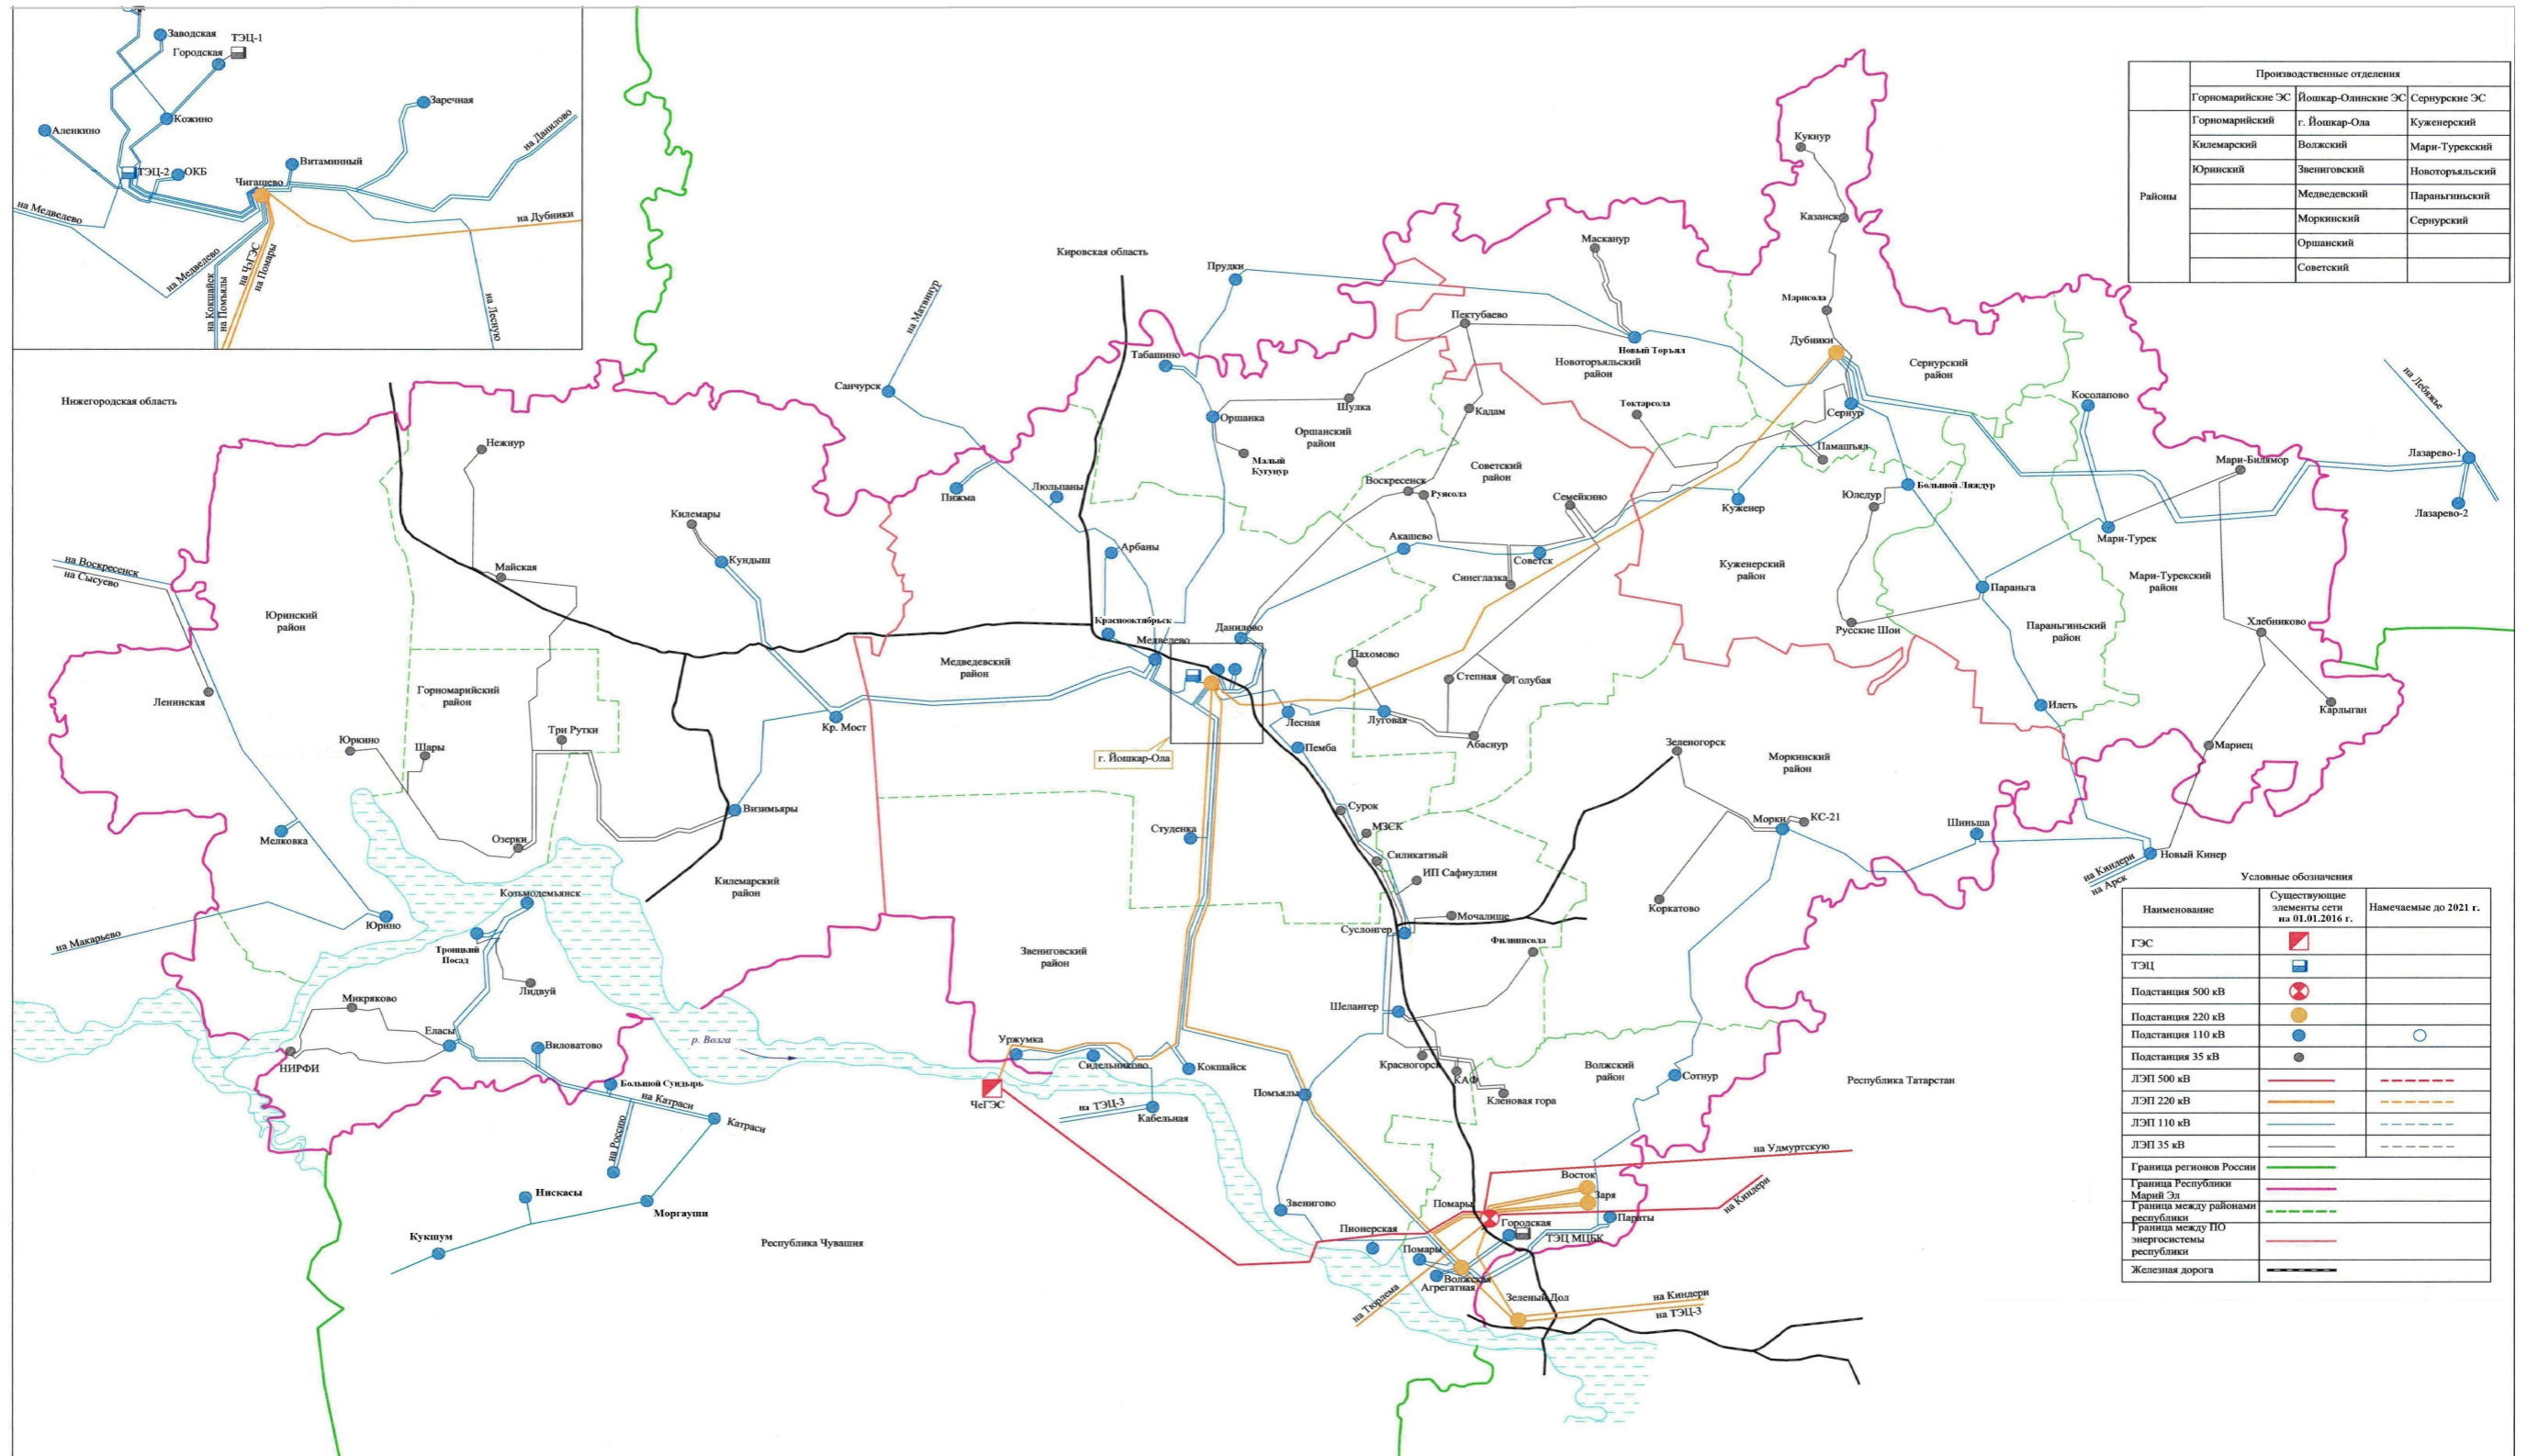 Заводская
ТЭЦ-1
Городская
Заречная
Аленкино
Кожино
на Данилово
Витаминный
ТЭЦ-2
ОКБ
Чигашево
на Медведево
на Дубники
на Медведево
на ЧэГЭС
на Помары
на Кокшайск
на Помъялы
на Лесную
Производственные отделения
Горномарийские ЭС
Йошкар-Олинские ЭС
Сернурские ЭС
Районы
Горномарийский
г. Йошкар-Ола
Куженерский
Килемарский
Волжский
Мари-Турекский
Юринский
Звениговский
Новоторъяльский
Медведевский
Параньгиньский
Моркинский
Сернурский
Оршанский
Советский
Кукнур
Казанск
Маскануp
Кировская область
Прудки
на Матвинур
Марисола
Пектубаево
Дубники
Новый Торъял
Табашино
Новоторъяльский
район
Сернурский
район
Санчурск
Нижегородская область
на Лебяжье
Косолапово
Шулка
Кадам
Токтарсола
Сернур
Оршанка
Оршанский
район
Нежнур
Памашъял
Лазарево-1
Малый
Кугунур
Мари-Билямор
Советский
район
Воскресенск
Руясола
Юледур
Большой Ляждур
Пижма
Люльпаны
Семейкино
Куженер
Лазарево-2
Килемары
Мари-Турек
Акашево
Арбаны
Кундыш
Советск
на Воскресенск
на Сысуево
Майская
Синеглазка
Куженерский
район
Мари-Турекский
район
Параньга
Юринский
район
Краснооктябрьск
Данилово
Русские Шои
Параньгиньский
район
Хлебниково
Медведево
Пахомово
Медведевский
район
Степная
Голубая
Горномарийский
район
Ленинская
Илеть
Карлыган
Кр. Мост
Лесная
Луговая
Три Рутки
Юркино
Шары
Пемба
Абаснур
Зеленогорск
Мариец
г. Йошкар-Ола
Моркинский
район
Визимьяры
Сурок
Студенка
МЗСК
Морки
КС-21
Шиньша
Мелковка
Озерки
Силикатный
Новый Кинер
на Киндери
на Арск
ИП Сафиуллин
Килемарский
район
Козьмодемьянск
Коркатово
Мочалище
Юрино
Суслонгер
на Макарьево
Троицкий
Посад
Звениговский
район
Филиппсола
Лидвуй
Микряково
Шелангер
Еласы
Уржумка
р. Волга
Виловатово
НИРФИ
Сидельниково
Кокшайск
Красногорск
КАФ
Волжский
район
Сотнур
Республика Татарстан
Большой Сундырь
на Катраси
ЧеГЭС
на ТЭЦ-3
Кабельная
Помъялы
Кленовая гора
Катраси
на Россию
на Удмуртскую
Восток
Заря
на Киндери
Нискасы
Моргауши
Звенигово
Помары
Городская
Параты
Пионерская
ТЭЦ МЦБК
Кукшум
Республика Чувашия
Помары
Волжская
Агрегатная
на Тюрлема
Зеленый Дол
на Киндери
на ТЭЦ-3
Условные обозначения
Наименование
Существующие
элементы сети
на 01.01.2016 г.
Намечаемые до 2021 г.
ГЭС
ТЭЦ
Подстанция 500 кВ
Подстанция 220 кВ
Подстанция 110 кВ
Подстанция 35 кВ
ЛЭП 500 кВ
ЛЭП 220 кВ
ЛЭП 110 кВ
ЛЭП 35 кВ
Граница регионов России
Граница Республики
Марий Эл
Граница между районами
республики
Граница между ПО
энергосистемы
республики
Железная дорога